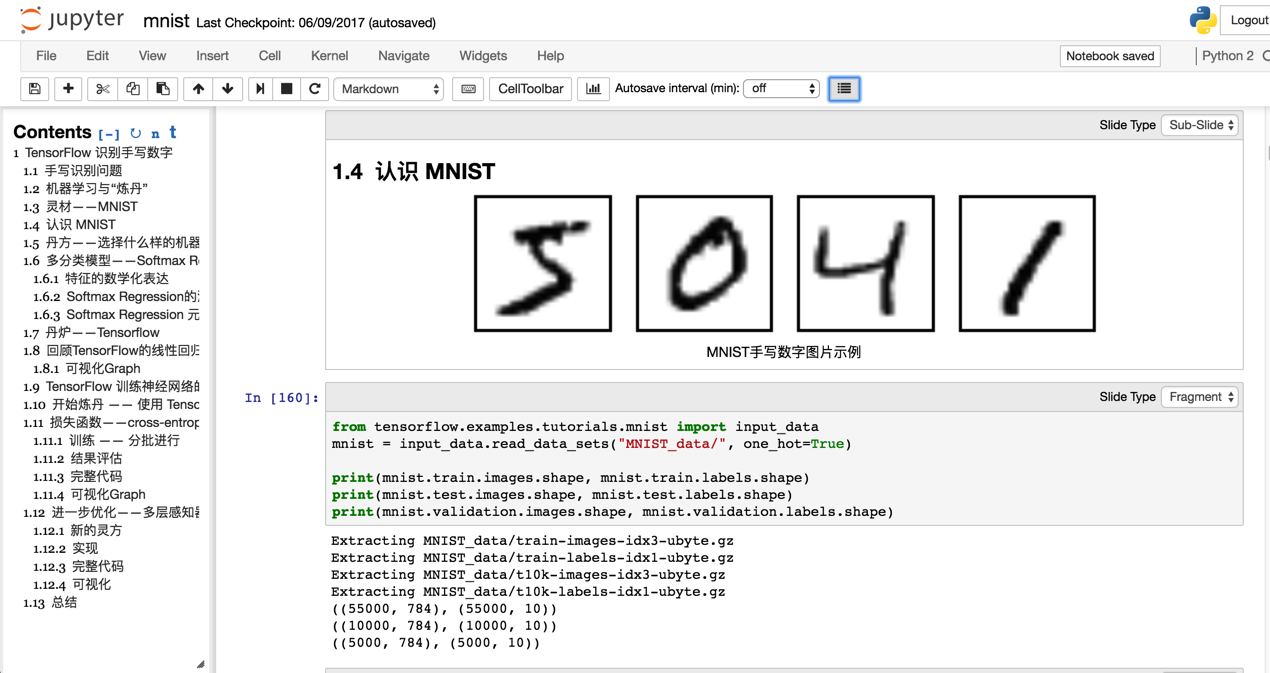 jupyter mnist Last Checkpoint: 06/09/2017 (autosaved) Logout
File Edit View Insert Cell Kernel Navigate Widgets Help Notebook saved Python 2
Markdown CellToolbar Autosave interval (min): off
Contents [-] ↻ n t
1 TensorFlow 识别手写数字
1.1 手写识别问题
1.2 机器学习与“炼丹”
1.3 灵材——MNIST
1.4 认识 MNIST
1.5 丹方——选择什么样的机器
1.6 多分类模型——Softmax R
1.6.1 特征的数学化表达
1.6.2 Softmax Regression的
1.6.3 Softmax Regression 元
1.7 丹炉——Tensorflow
1.8 回顾TensorFlow的线性回归
1.8.1 可视化Graph
1.9 TensorFlow 训练神经网络的
1.10 开始炼丹 —— 使用 Tenso
1.11 损失函数——cross-entrop
1.11.1 训练 —— 分批进行
1.11.2 结果评估
1.11.3 完整代码
1.11.4 可视化Graph
1.12 进一步优化——多层感知器
1.12.1 新的灵方
1.12.2 实现
1.12.3 完整代码
1.12.4 可视化
1.13 总结
Slide Type Sub-Slide
1.4 认识 MNIST
5 0 4 1
MNIST手写数字图片示例
Slide Type Fragment
In [160]:
from tensorflow.examples.tutorials.mnist import input_data
mnist = input_data.read_data_sets("MNIST_data/", one_hot=True)
print(mnist.train.images.shape, mnist.train.labels.shape)
print(mnist.test.images.shape, mnist.test.labels.shape)
print(mnist.validation.images.shape, mnist.validation.labels.shape)
Extracting MNIST_data/train-images-idx3-ubyte.gz
Extracting MNIST_data/train-labels-idx1-ubyte.gz
Extracting MNIST_data/t10k-images-idx3-ubyte.gz
Extracting MNIST_data/t10k-labels-idx1-ubyte.gz
((55000, 784), (55000, 10))
((10000, 784), (10000, 10))
((5000, 784), (5000, 10))